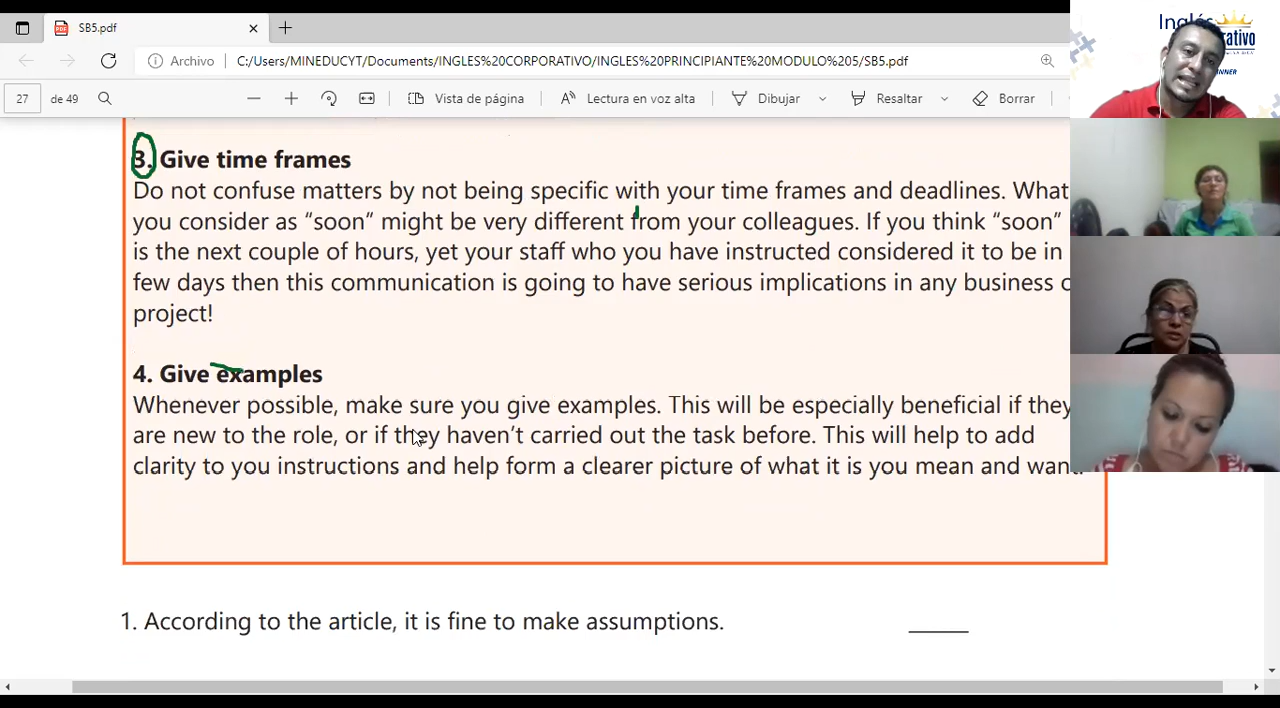 SB5.pdf
Archivo C:/Users/MINEDUCYT/Documents/INGLES%20CORPORATIVO/INGLES%20PRINCIPIANTE%20MODULO%205/SB5.pdf
27 de 49 Vista de página Lectura en voz alta Dibujar Resaltar Borrar
Inglés
rativo
3. Give time frames
Do not confuse matters by not being specific with your time frames and deadlines. What
you consider as “soon” might be very different from your colleagues. If you think “soon”
is the next couple of hours, yet your staff who you have instructed considered it to be in
few days then this communication is going to have serious implications in any business
project!
4. Give examples
Whenever possible, make sure you give examples. This will be especially beneficial if they
are new to the role, or if they haven’t carried out the task before. This will help to add
clarity to you instructions and help form a clearer picture of what it is you mean and want.
1. According to the article, it is fine to make assumptions.